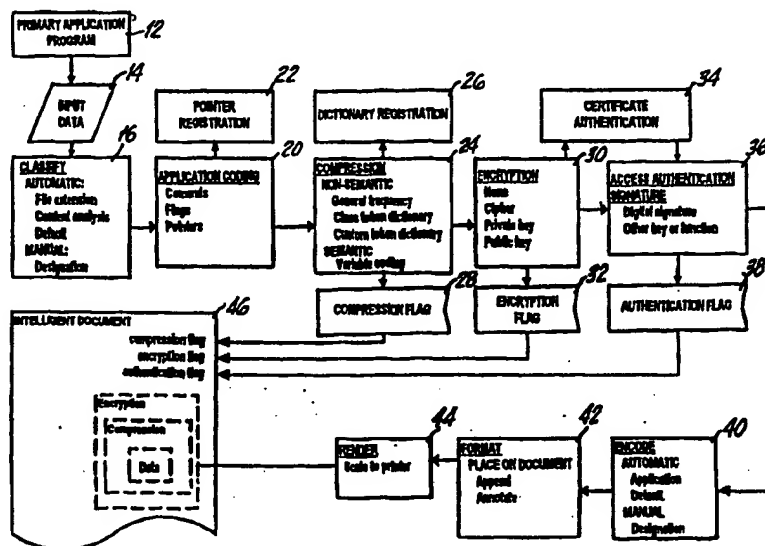 PRIMARY APPLICATION
PROGRAM
12
INPUT
DATA
14
CLASSIFY
AUTOMATIC:
File extension
Content analysis
Default
MANUAL:
Designation
16
POINTER
REGISTRATION
22
APPLICATION CODING
Commands
Flags
Pointers
20
DICTIONARY REGISTRATION
26
COMPRESSION
NON-SEMANTIC
General frequency
Class token dictionary
Custom token dictionary
SEMANTIC
Variable coding
24
COMPRESSION FLAG
28
ENCRYPTION
None
Cipher
Private key
Public key
30
ENCRYPTION
FLAG
32
CERTIFICATE
AUTHENTICATION
34
ACCESS AUTHENTICATION
SIGNATURE
Digital signature
Other key or function
36
AUTHENTICATION FLAG
38
INTELLIGENT DOCUMENT
46
compression flag
encryption flag
authentication flag
Encryption
Compression
Data
RENDER
Scale to printer
44
FORMAT
PLACE ON DOCUMENT
Append
Annotate
42
ENCODE
AUTOMATIC
Application
Default
MANUAL
Designation
40